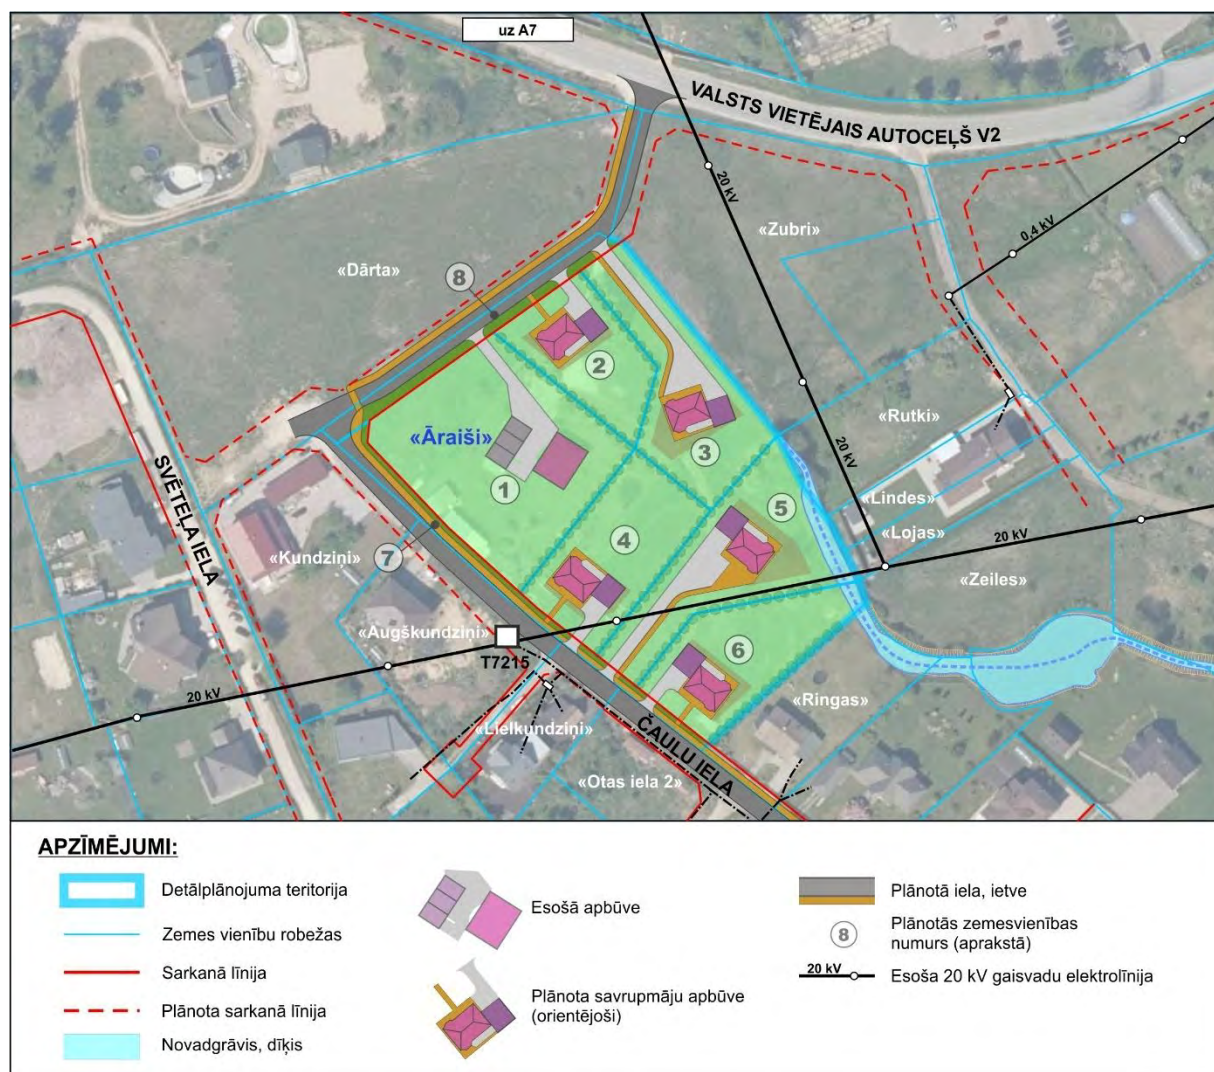 uz A7
VALSTS VIETĒJAIS AUTOCEĻŠ V2
20 kV
0,4 kV
«Zubri»
«Dārta»
8
2
«Rutki»
«Āraiši»
3
20 kV
SVĒTEĻA IELA
1
«Lindes»
5
«Lojas»
20 kV
4
«Kundziņi»
7
«Zeiles»
«Augškundziņi»
T7215
6
20 kV
«Ringas»
«Lielkundziņi»
ČAULU IELA
«Otas iela 2»
APZĪMĒJUMI:
Detālplānojuma teritorija
Zemes vienību robežas
Sarkanā līnija
Plānota sarkanā līnija
Novadgrāvis, dīķis
Esošā apbūve
Plānota savrupmāju apbūve
(orientējoši)
Plānotā iela, ietve
8
Plānotās zemesvienības
numurs (aprakstā)
20 kV
Esoša 20 kV gaisvadu elektrolīnija